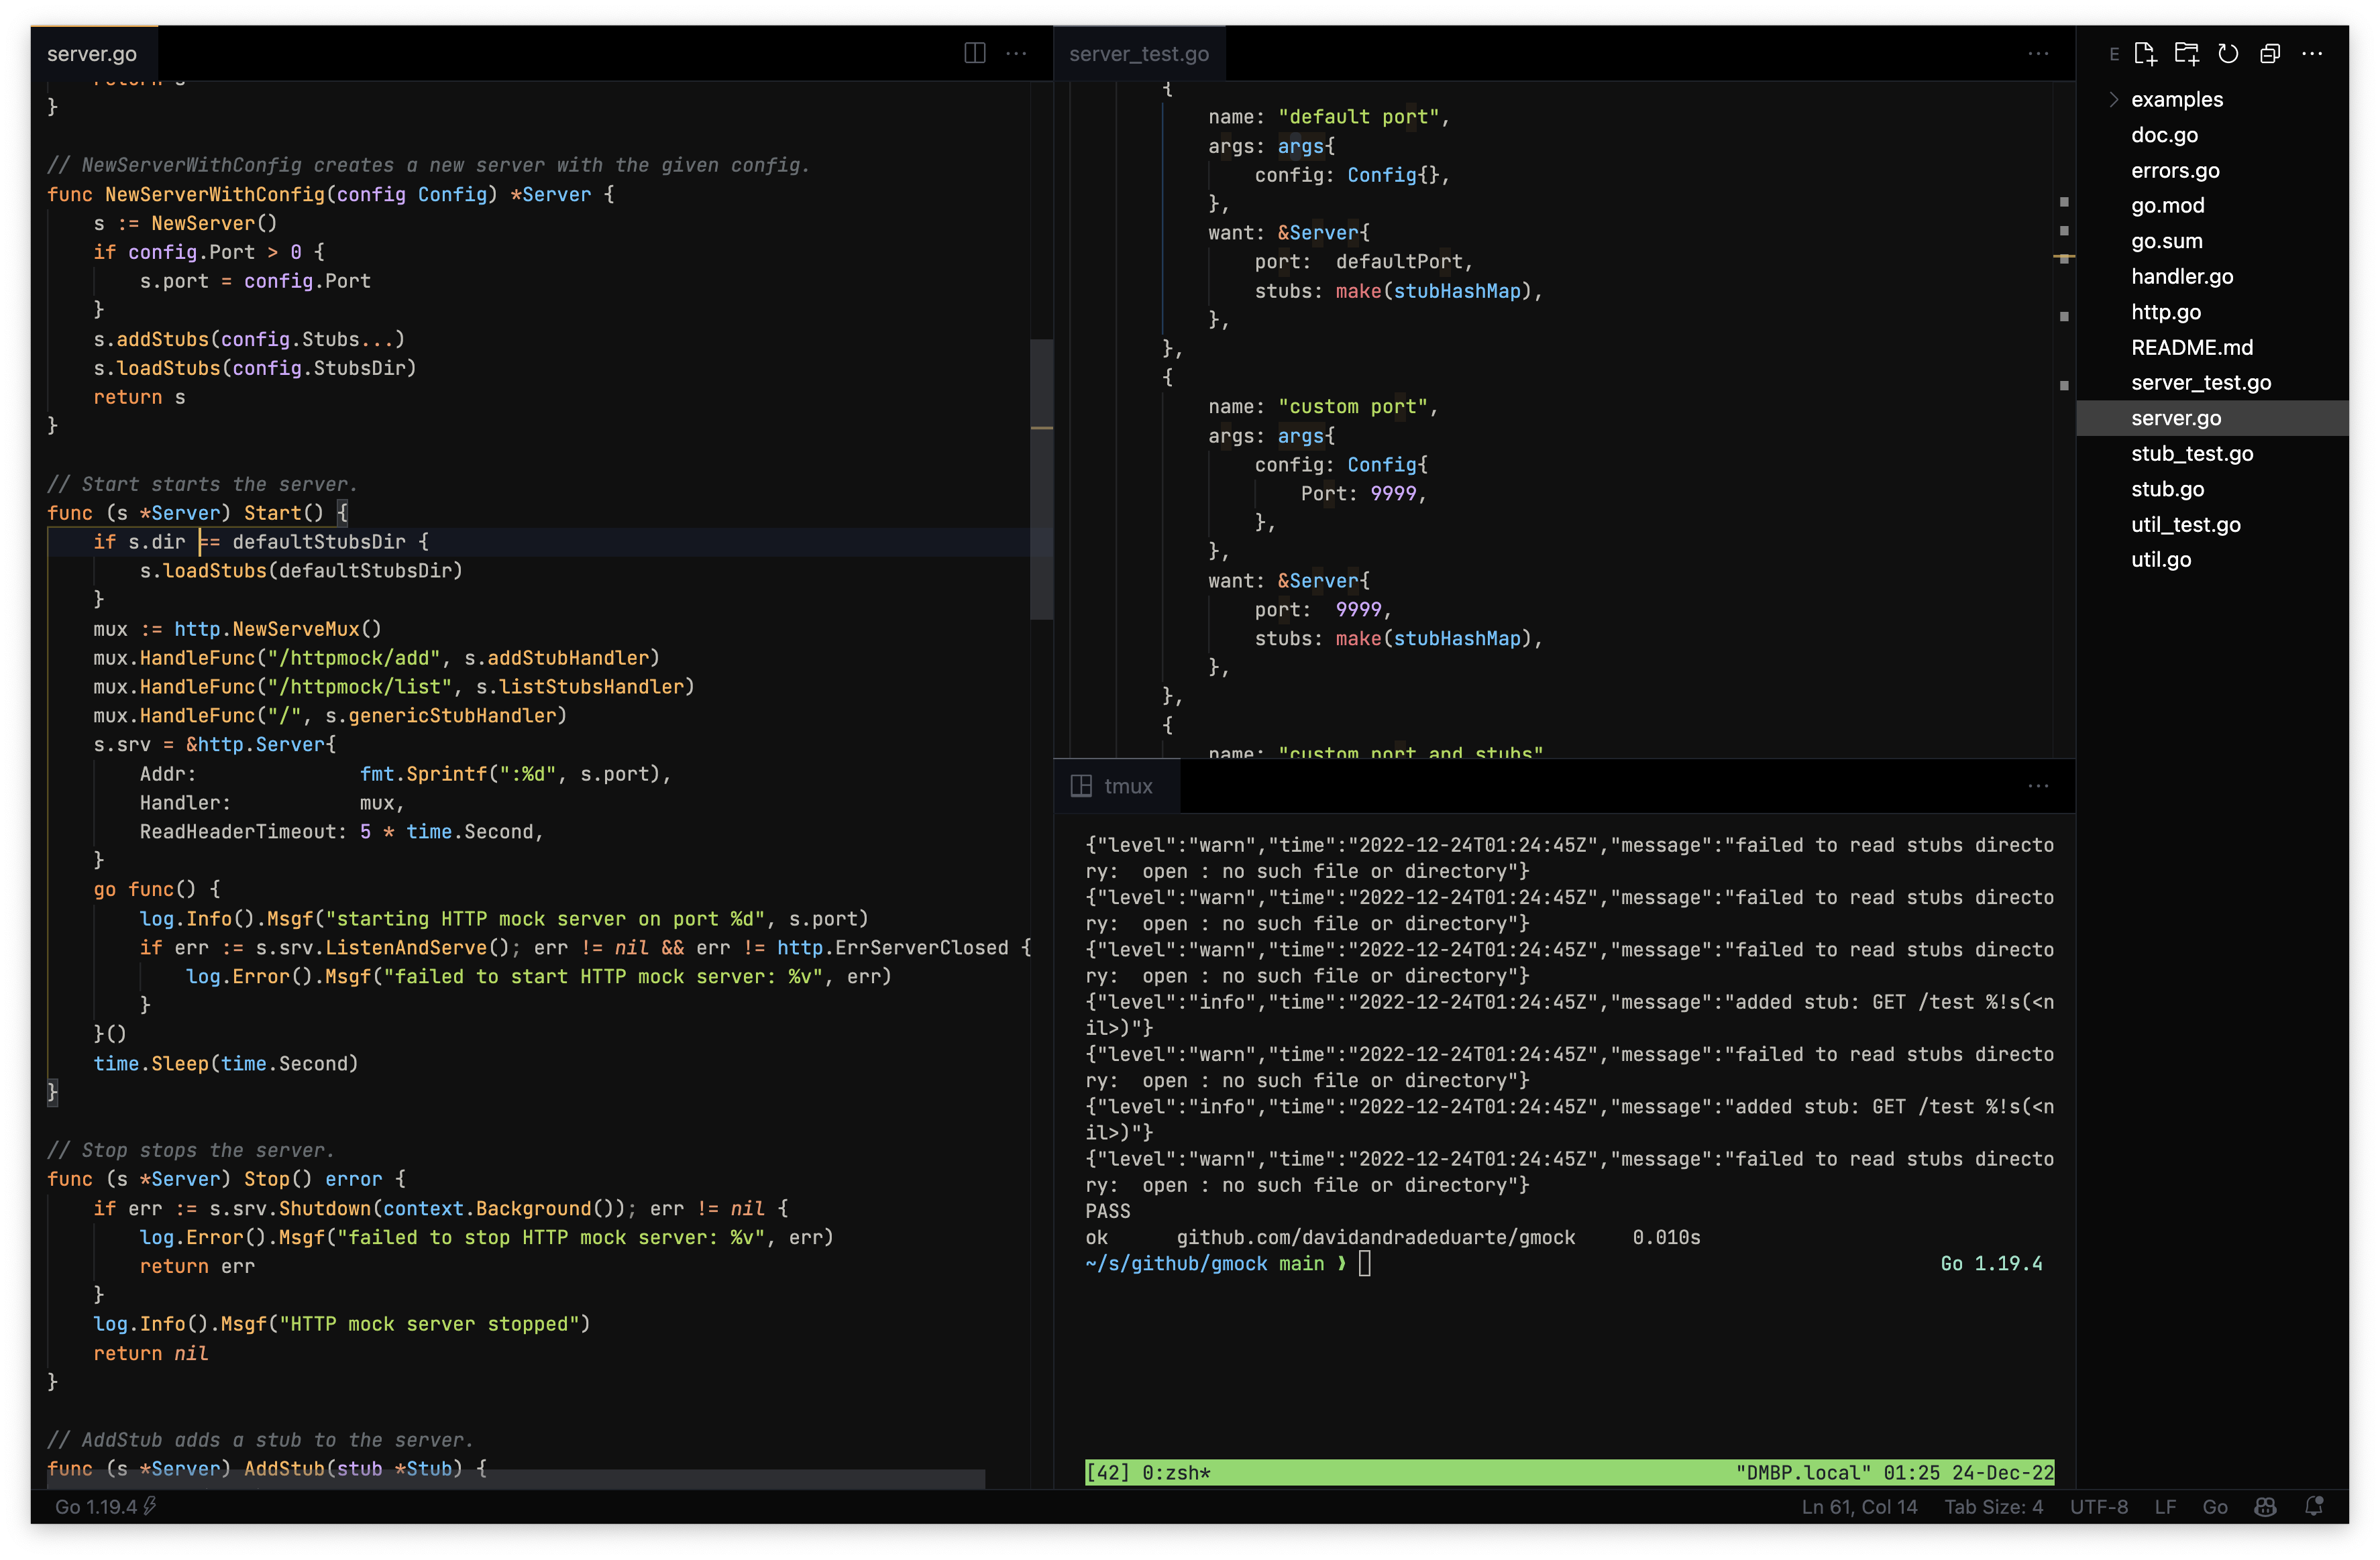 server.go
return s
}
// NewServerWithConfig creates a new server with the given config.
func NewServerWithConfig(config Config) *Server {
s := NewServer()
if config.Port > 0 {
s.port = config.Port
}
s.addStubs(config.Stubs...)
s.loadStubs(config.StubsDir)
return s
}
// Start starts the server.
func (s *Server) Start() {
if s.dir == defaultStubsDir {
s.loadStubs(defaultStubsDir)
}
mux := http.NewServeMux()
mux.HandleFunc("/httpmock/add", s.addStubHandler)
mux.HandleFunc("/httpmock/list", s.listStubsHandler)
mux.HandleFunc("/", s.genericStubHandler)
s.srv = &http.Server{
Addr:              fmt.Sprintf(":%d", s.port),
Handler:           mux,
ReadHeaderTimeout: 5 * time.Second,
}
go func() {
log.Info().Msgf("starting HTTP mock server on port %d", s.port)
if err := s.srv.ListenAndServe(); err != nil && err != http.ErrServerClosed {
log.Error().Msgf("failed to start HTTP mock server: %v", err)
}
}()
time.Sleep(time.Second)
}
// Stop stops the server.
func (s *Server) Stop() error {
if err := s.srv.Shutdown(context.Background()); err != nil {
log.Error().Msgf("failed to stop HTTP mock server: %v", err)
return err
}
log.Info().Msgf("HTTP mock server stopped")
return nil
}
// AddStub adds a stub to the server.
func (s *Server) AddStub(stub *Stub) {
server_test.go
{
name: "default port",
args: args{
config: Config{},
},
want: &Server{
port:  defaultPort,
stubs: make(stubHashMap),
},
},
{
name: "custom port",
args: args{
config: Config{
Port: 9999,
},
},
want: &Server{
port:  9999,
stubs: make(stubHashMap),
},
},
{
name: "custom port and stubs"
tmux
{"level":"warn","time":"2022-12-24T01:24:45Z","message":"failed to read stubs directo
ry:  open : no such file or directory"}
{"level":"warn","time":"2022-12-24T01:24:45Z","message":"failed to read stubs directo
ry:  open : no such file or directory"}
{"level":"warn","time":"2022-12-24T01:24:45Z","message":"failed to read stubs directo
ry:  open : no such file or directory"}
{"level":"info","time":"2022-12-24T01:24:45Z","message":"added stub: GET /test %!s(<n
il>)"}
{"level":"warn","time":"2022-12-24T01:24:45Z","message":"failed to read stubs directo
ry:  open : no such file or directory"}
{"level":"info","time":"2022-12-24T01:24:45Z","message":"added stub: GET /test %!s(<n
il>)"}
{"level":"warn","time":"2022-12-24T01:24:45Z","message":"failed to read stubs directo
ry:  open : no such file or directory"}
PASS
ok      github.com/davidandradeduarte/gmock     0.010s
~/s/github/gmock main ❱ Go 1.19.4
[42] 0:zsh* "DMBP.local" 01:25 24-Dec-22
E
examples
doc.go
errors.go
go.mod
go.sum
handler.go
http.go
README.md
server_test.go
server.go
stub_test.go
stub.go
util_test.go
util.go
Go 1.19.4
Ln 61, Col 14 Tab Size: 4 UTF-8 LF Go